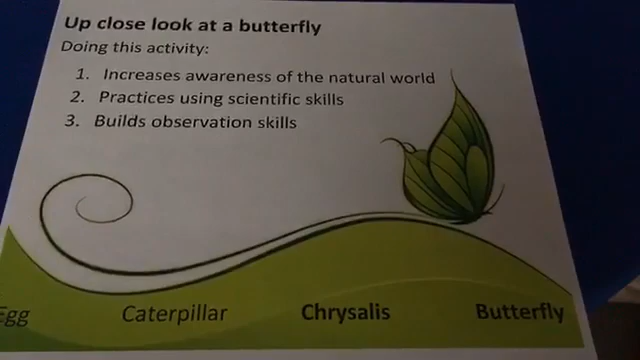 Up close look at a butterfly
Doing this activity:
1. Increases awareness of the natural world
2. Practices using scientific skills
3. Builds observation skills
Egg Caterpillar Chrysalis Butterfly